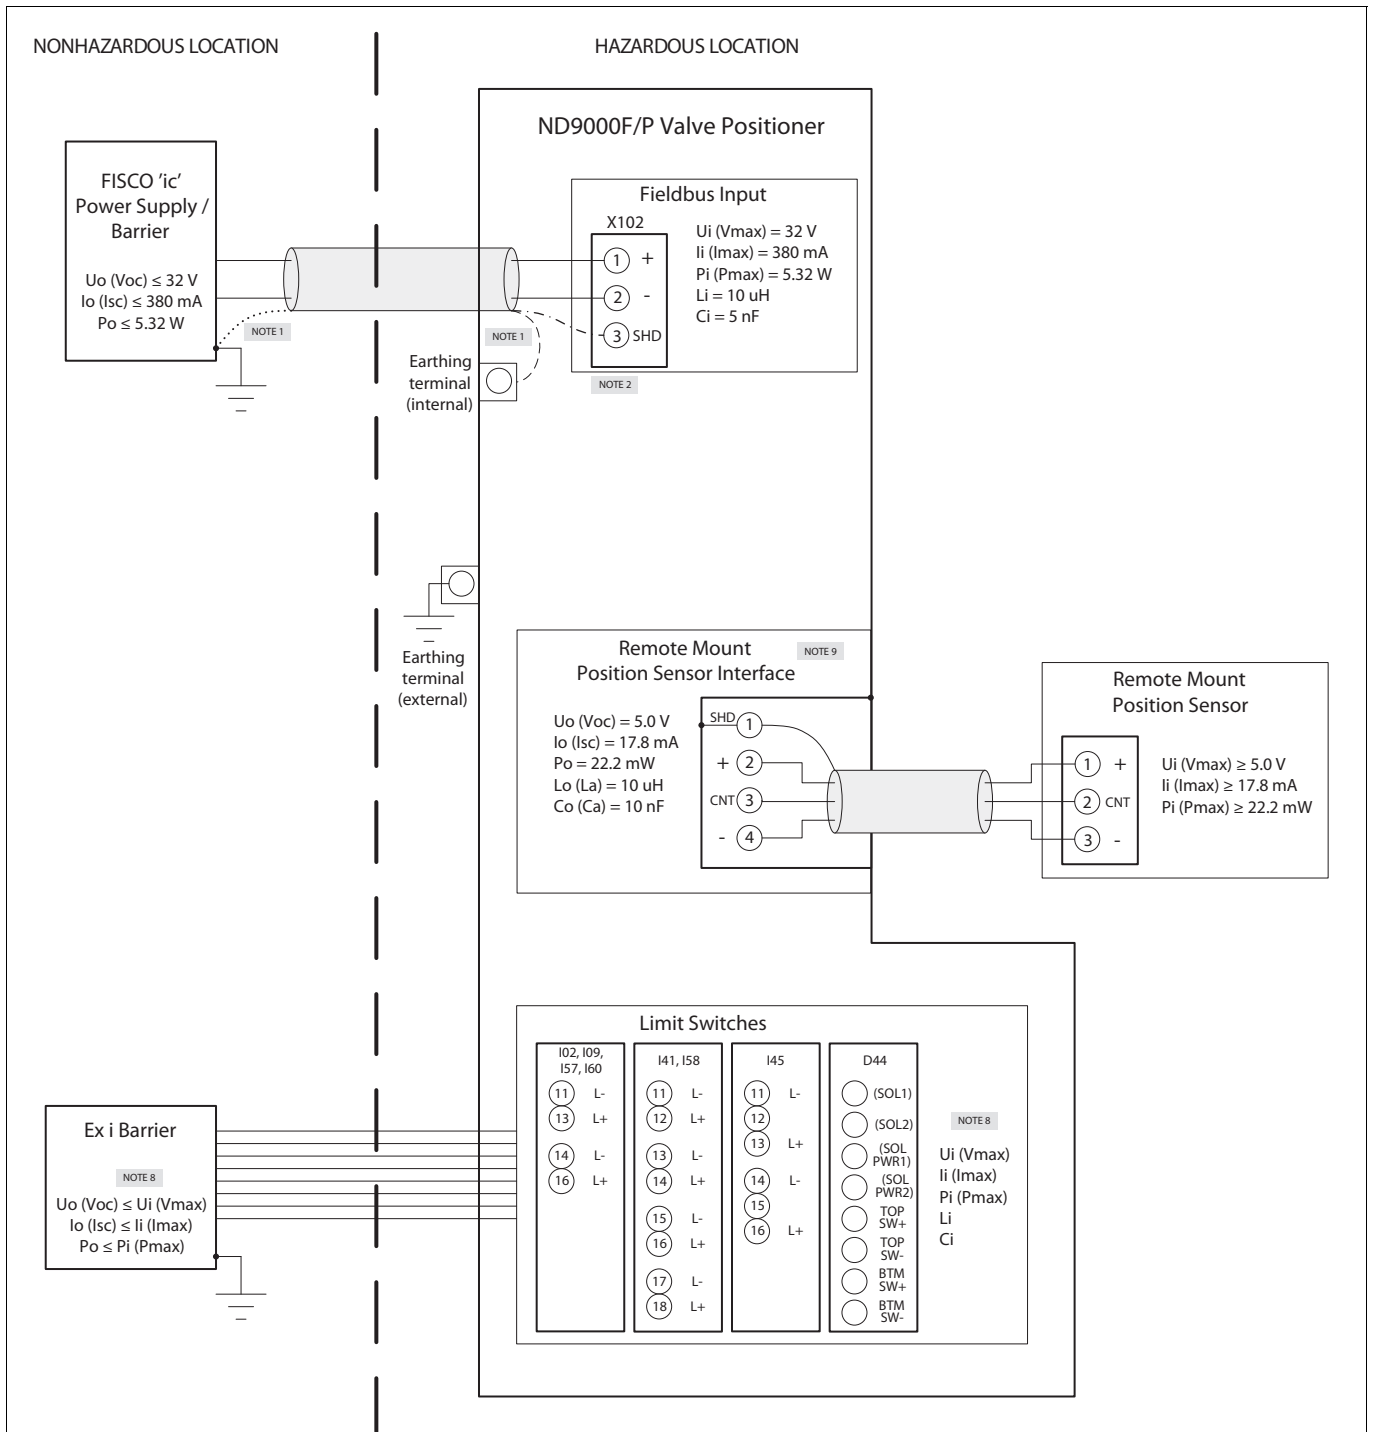 NONHAZARDOUS LOCATION
HAZARDOUS LOCATION
ND9000F/P Valve Positioner
FISCO ’ic’
Power Supply /
Barrier
Uo (Voc) ≤ 32 V
Io (Isc) ≤ 380 mA
Po ≤ 5.32 W
NOTE 1
NOTE 1
Fieldbus Input
X102
1 +
2 -
3 SHD
Ui (Vmax) = 32 V
Ii (Imax) = 380 mA
Pi (Pmax) = 5.32 W
Li = 10 uH
Ci = 5 nF
NOTE 2
Earthing
terminal
(internal)
Earthing
terminal
(external)
Remote Mount
Position Sensor Interface
NOTE 9
Uo (Voc) = 5.0 V
Io (Isc) = 17.8 mA
Po = 22.2 mW
Lo (La) = 10 uH
Co (Ca) = 10 nF
SHD 1
+ 2
CNT 3
- 4
Remote Mount
Position Sensor
1 +
2 CNT
3 -
Ui (Vmax) ≥ 5.0 V
Ii (Imax) ≥ 17.8 mA
Pi (Pmax) ≥ 22.2 mW
Limit Switches
I02, I09,
I57, I60
11 L-
13 L+
14 L-
16 L+
I41, I58
11 L-
12 L+
13 L-
14 L+
15 L-
16 L+
17 L-
18 L+
I45
11 L-
12
13 L+
14 L-
15
16 L+
D44
(SOL1)
(SOL2)
(SOL
PWR1)
(SOL
PWR2)
TOP
SW+
TOP
SW-
BTM
SW+
BTM
SW-
NOTE 8
Ui (Vmax)
Ii (Imax)
Pi (Pmax)
Li
Ci
Ex i Barrier
NOTE 8
Uo (Voc) ≤ Ui (Vmax)
Io (Isc) ≤ Ii (Imax)
Po ≤ Pi (Pmax)